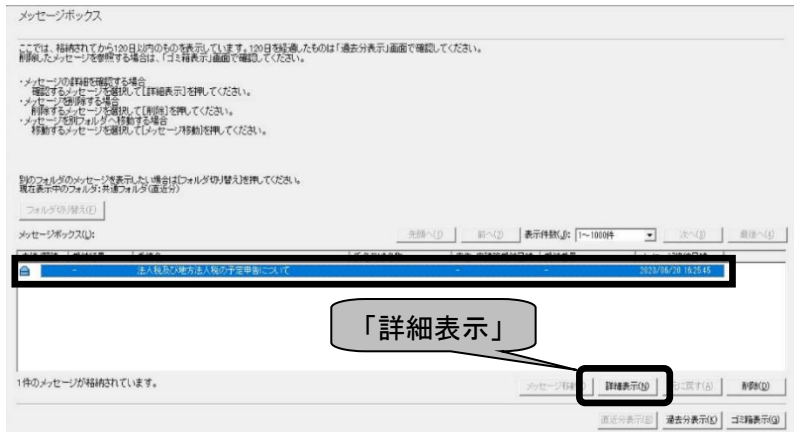 メッセージボックス
ここでは、格納されてから120日以内のものを表示しています。120日を経過したものは「過去分表示」画面で確認してください。
削除したメッセージを参照する場合は、「ゴミ箱表示」画面で確認してください。
・メッセージの詳細を確認する場合
確認するメッセージを選択して[詳細表示]を押してください。
・メッセージを削除する場合
削除するメッセージを選択して[削除]を押してください。
・メッセージを別フォルダへ移動する場合
移動するメッセージを選択して[メッセージ移動]を押してください。
別のフォルダのメッセージを表示したい場合は[フォルダ切り替え]を押してください。
現在表示中のフォルダ:共通フォルダ(直近分)
フォルダ切り替え(F)
メッセージボックス(L): 先頭へ(J) 前へ(Z) 表示件数(J): 1~1000件 次へ(J) 最後へ(S)
- 法人税及び地方法人税の予定申告について - - 2023/06/20 16:25:45
「詳細表示」
1件のメッセージが格納されています。 メッセージ移動 詳細表示(N) 元に戻す(A) 削除(D)
直近分表示(E) 過去分表示(K) ゴミ箱表示(G)